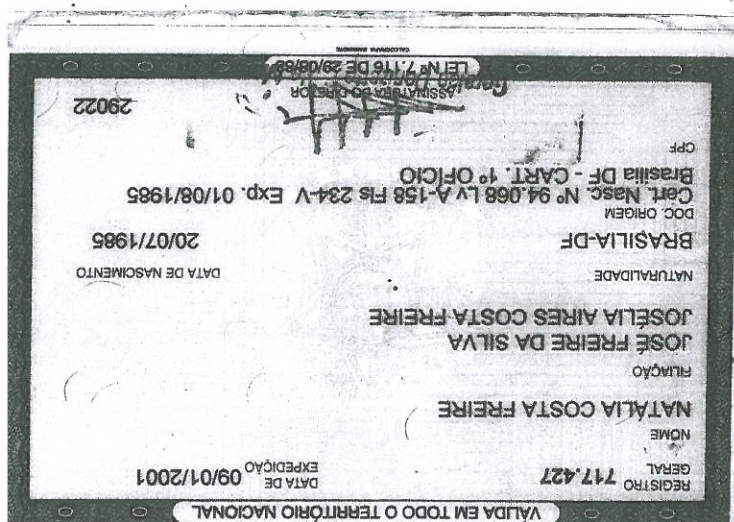 VÁLIDA EM TODO O TERRITÓRIO NACIONAL
REGISTRO GERAL 717.427 DATA DE EXPEDIÇÃO 09/01/2001
NOME
NATÁLIA COSTA FREIRE
FILIAÇÃO
JOSÉ FREIRE DA SILVA
JOSÉLIA AIRES COSTA FREIRE
NATURALIDADE DATA DE NASCIMENTO
BRASILIA-DF 20/07/1985
DOC. ORIGEM
Cert. Nasc. Nº 94.068 Lv A-158 Fls 234-V Exp. 01/08/1985
Brasilia DF - CART. 1º OFÍCIO
CPF
29022
ASSINATURA DO DIRETOR
LEI Nº 7.116 DE 29/08/83